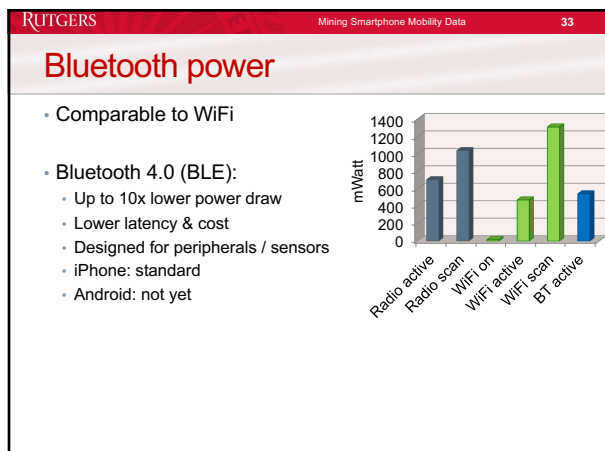 RUTGERS Mining Smartphone Mobility Data 33
Bluetooth power
• Comparable to WiFi
• Bluetooth 4.0 (BLE):
• Up to 10x lower power draw
• Lower latency & cost
• Designed for peripherals / sensors
• iPhone: standard
• Android: not yet
mWatt
1400
1200
1000
800
600
400
200
0
Radio active
Radio scan
WiFi on
WiFi active
WiFi scan
BT active